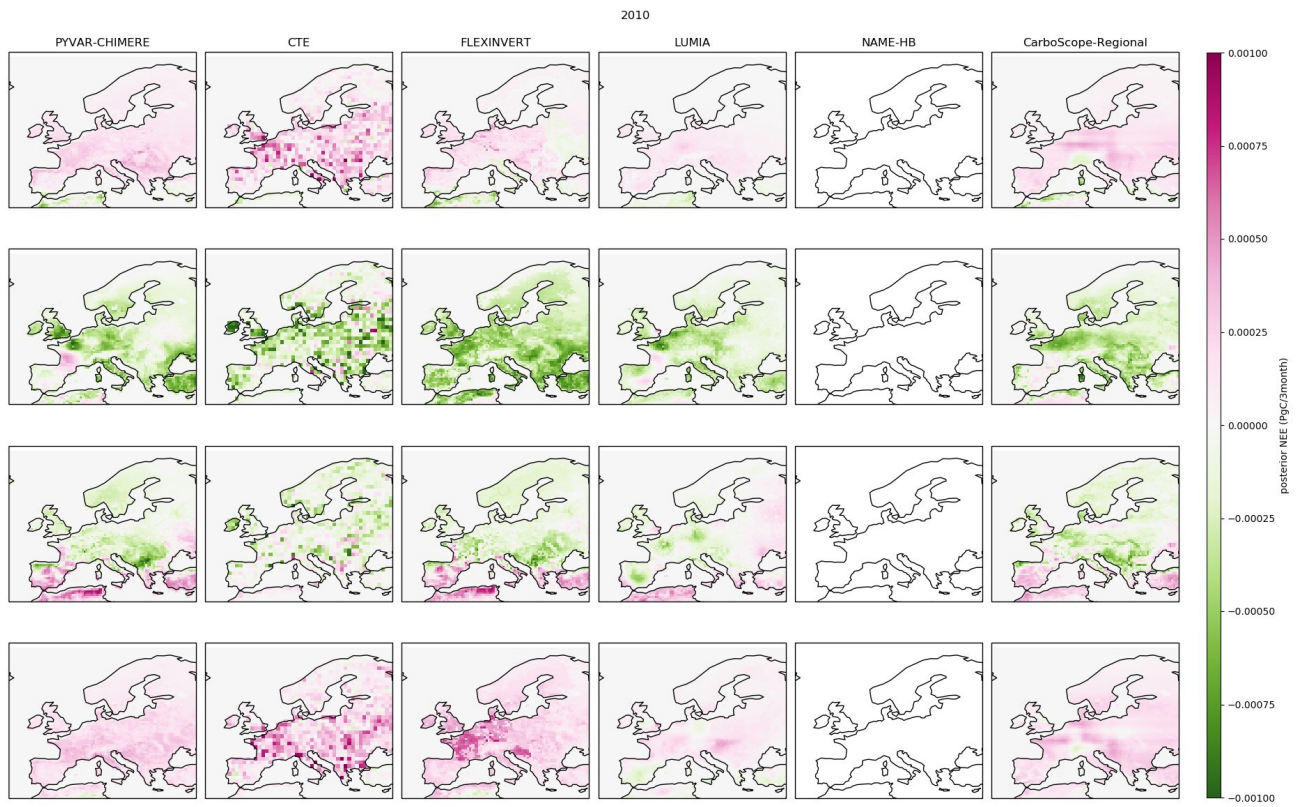 2010
PYVAR-CHIMERE
CTE
FLEXINVERT
LUMIA
NAME-HB
CarboScope-Regional
0.00100
0.00075
0.00050
0.00025
0.00000
−0.00025
−0.00050
−0.00075
−0.00100
posterior NEE (PgC/3month)